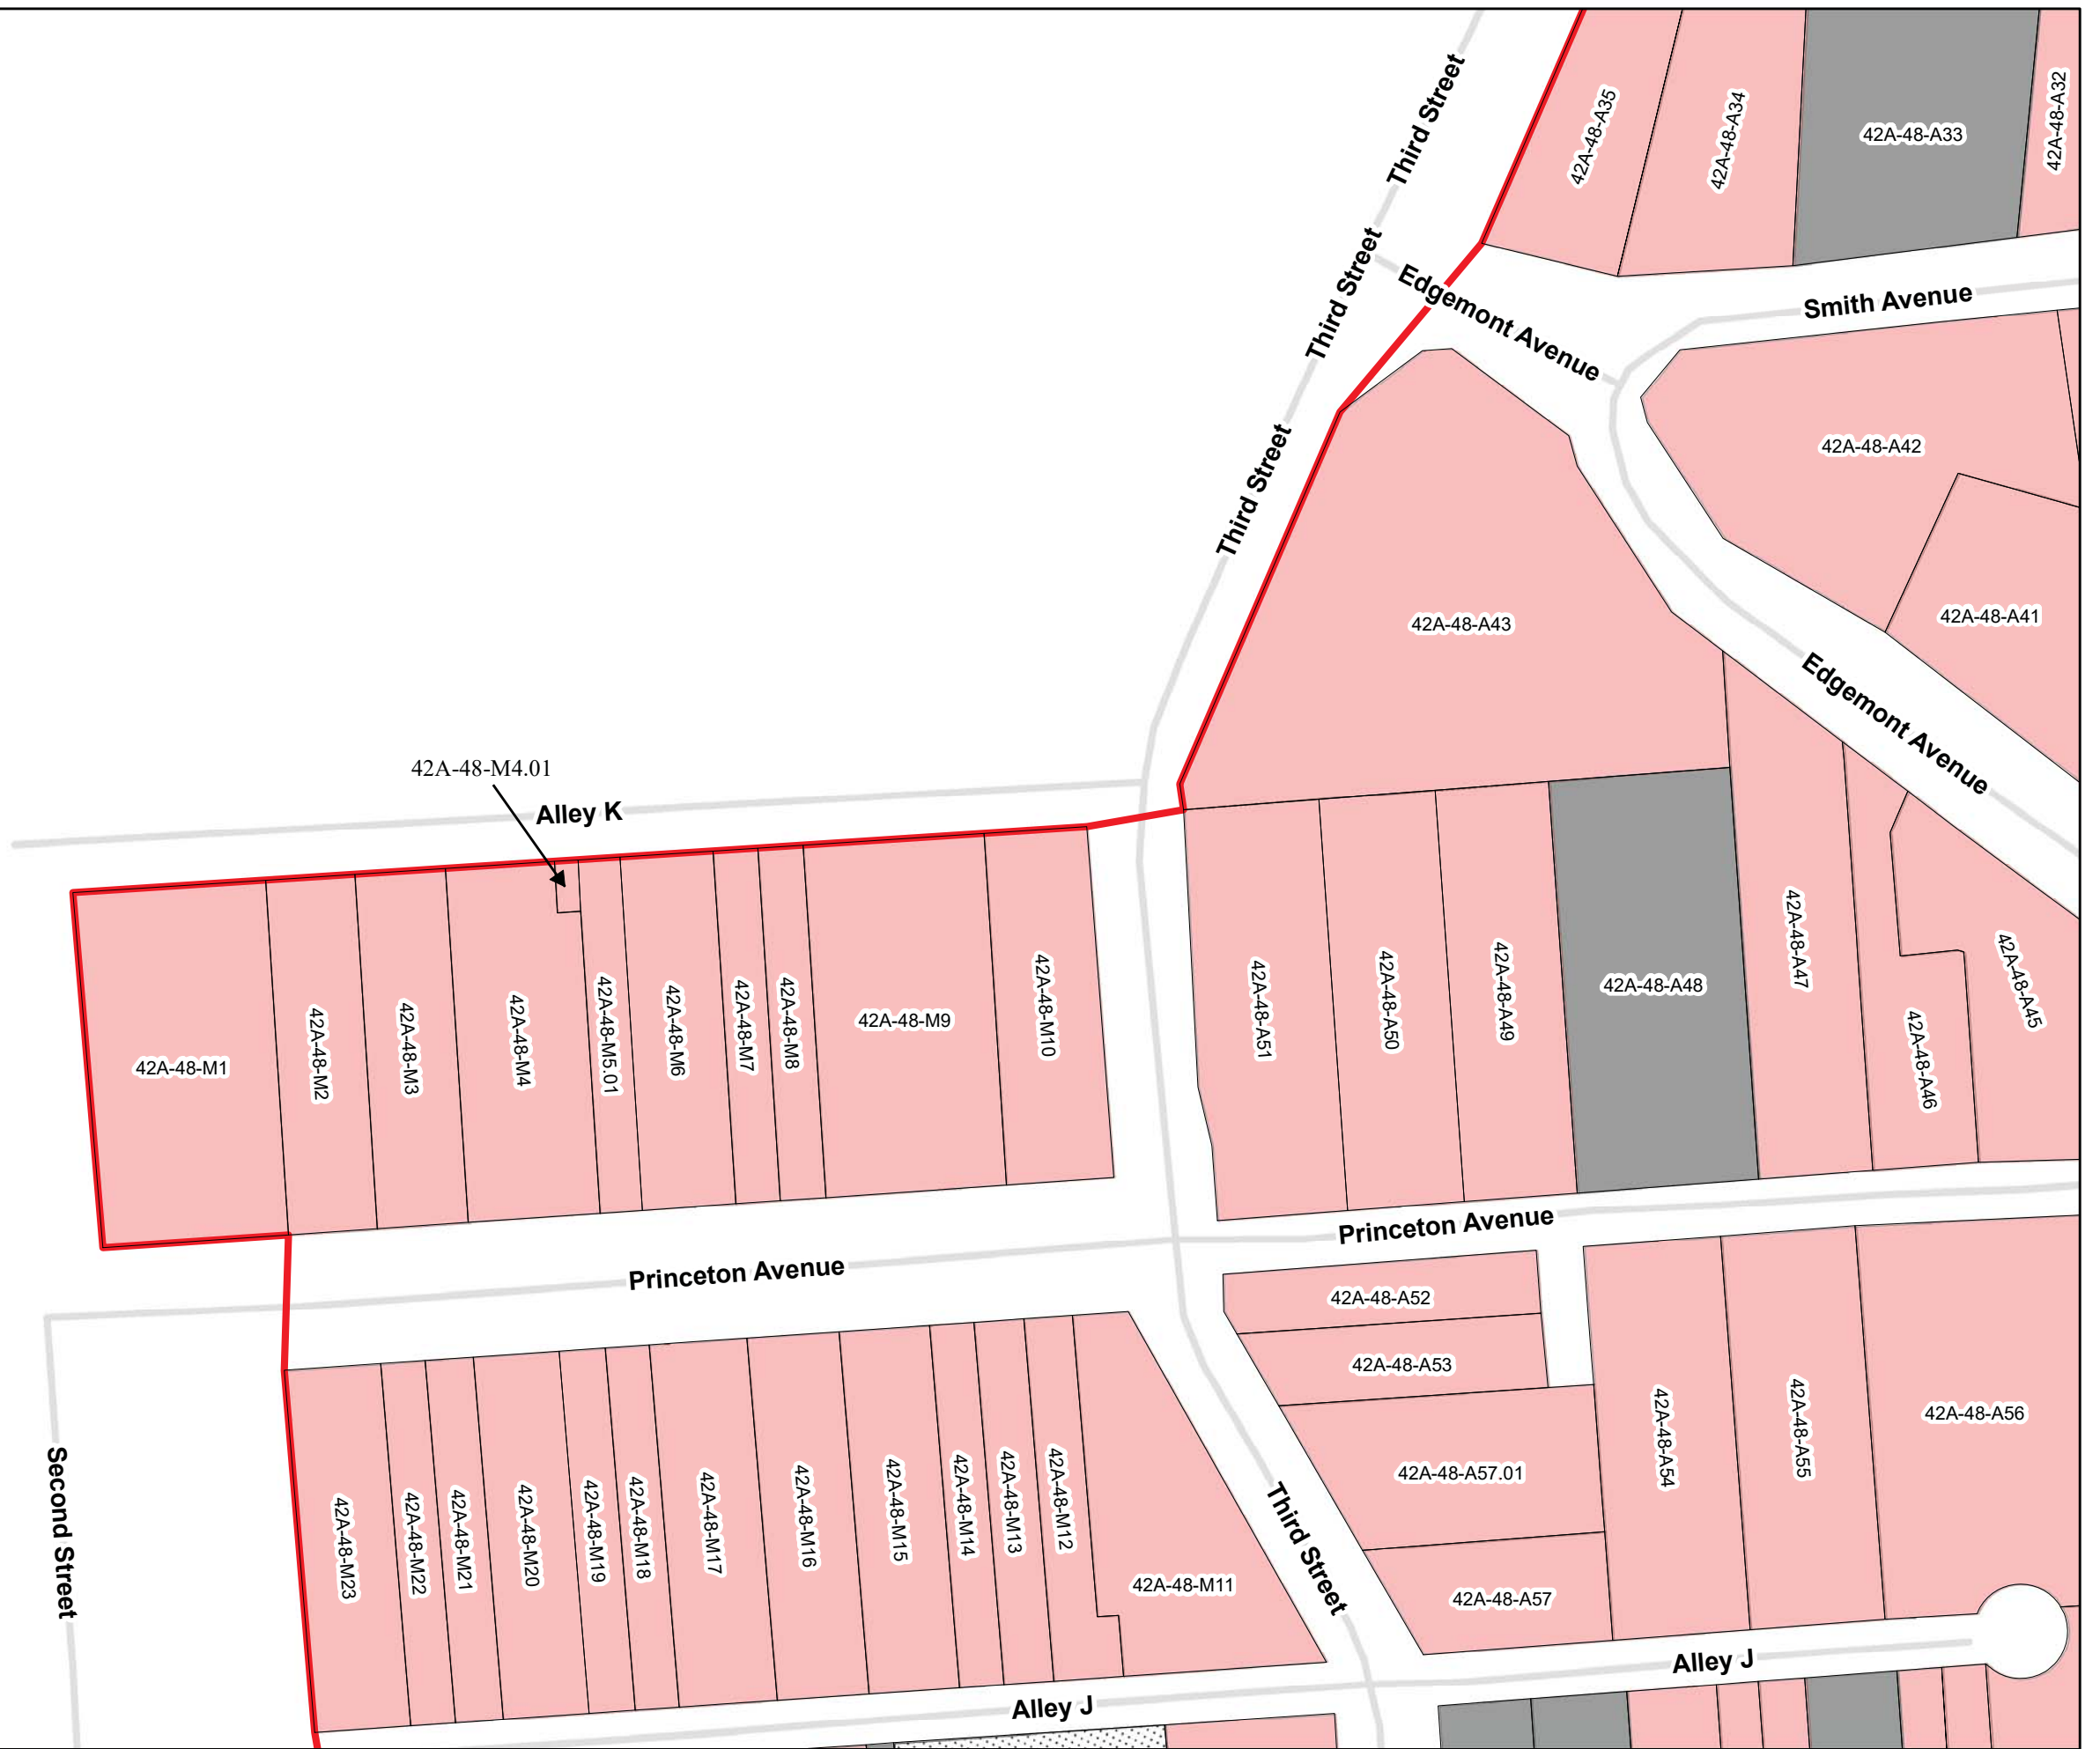 Third Street
42A-48-A35
42A-48-A34
42A-48-A33
42A-48-A32
Third Street
Edgemont Avenue
Smith Avenue
Third Street
42A-48-A42
42A-48-A43
42A-48-A41
Edgemont Avenue
42A-48-M4.01
Alley K
42A-48-M1
42A-48-M2
42A-48-M3
42A-48-M4
42A-48-M5.01
42A-48-M6
42A-48-M7
42A-48-M8
42A-48-M9
42A-48-M10
42A-48-A51
42A-48-A50
42A-48-A49
42A-48-A48
42A-48-A47
42A-48-A46
42A-48-A45
Princeton Avenue
Princeton Avenue
42A-48-A52
42A-48-A53
42A-48-A57.01
42A-48-A57
42A-48-A54
42A-48-A55
42A-48-A56
Second Street
42A-48-M23
42A-48-M22
42A-48-M21
42A-48-M20
42A-48-M19
42A-48-M18
42A-48-M17
42A-48-M16
42A-48-M15
42A-48-M14
42A-48-M13
42A-48-M12
42A-48-M11
Third Street
Alley J
Alley J